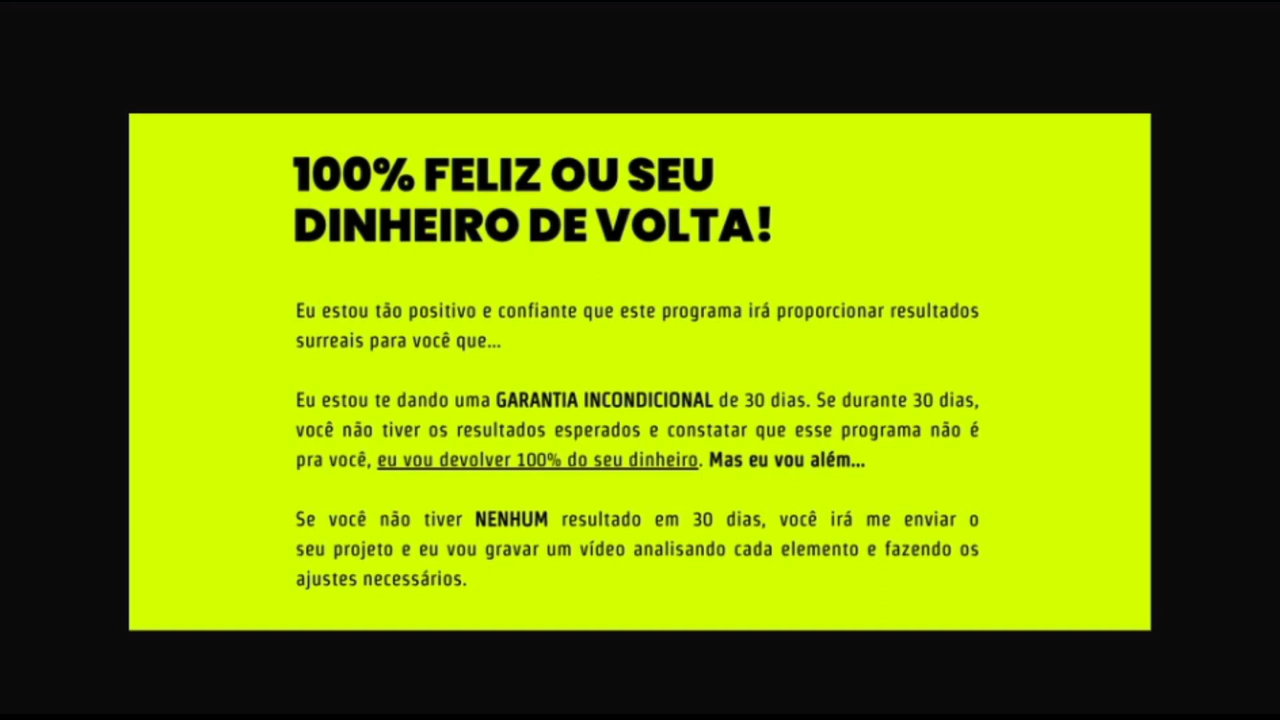 100% FELIZ OU SEU
DINHEIRO DE VOLTA!
Eu estou tão positivo e confiante que este programa irá proporcionar resultados
surreais para você que...
Eu estou te dando uma GARANTIA INCONDICIONAL de 30 dias. Se durante 30 dias,
você não tiver os resultados esperados e constatar que esse programa não é
pra você, eu vou devolver 100% do seu dinheiro. Mas eu vou além...
Se você não tiver NENHUM resultado em 30 dias, você irá me enviar o
seu projeto e eu vou gravar um vídeo analisando cada elemento e fazendo os
ajustes necessários.